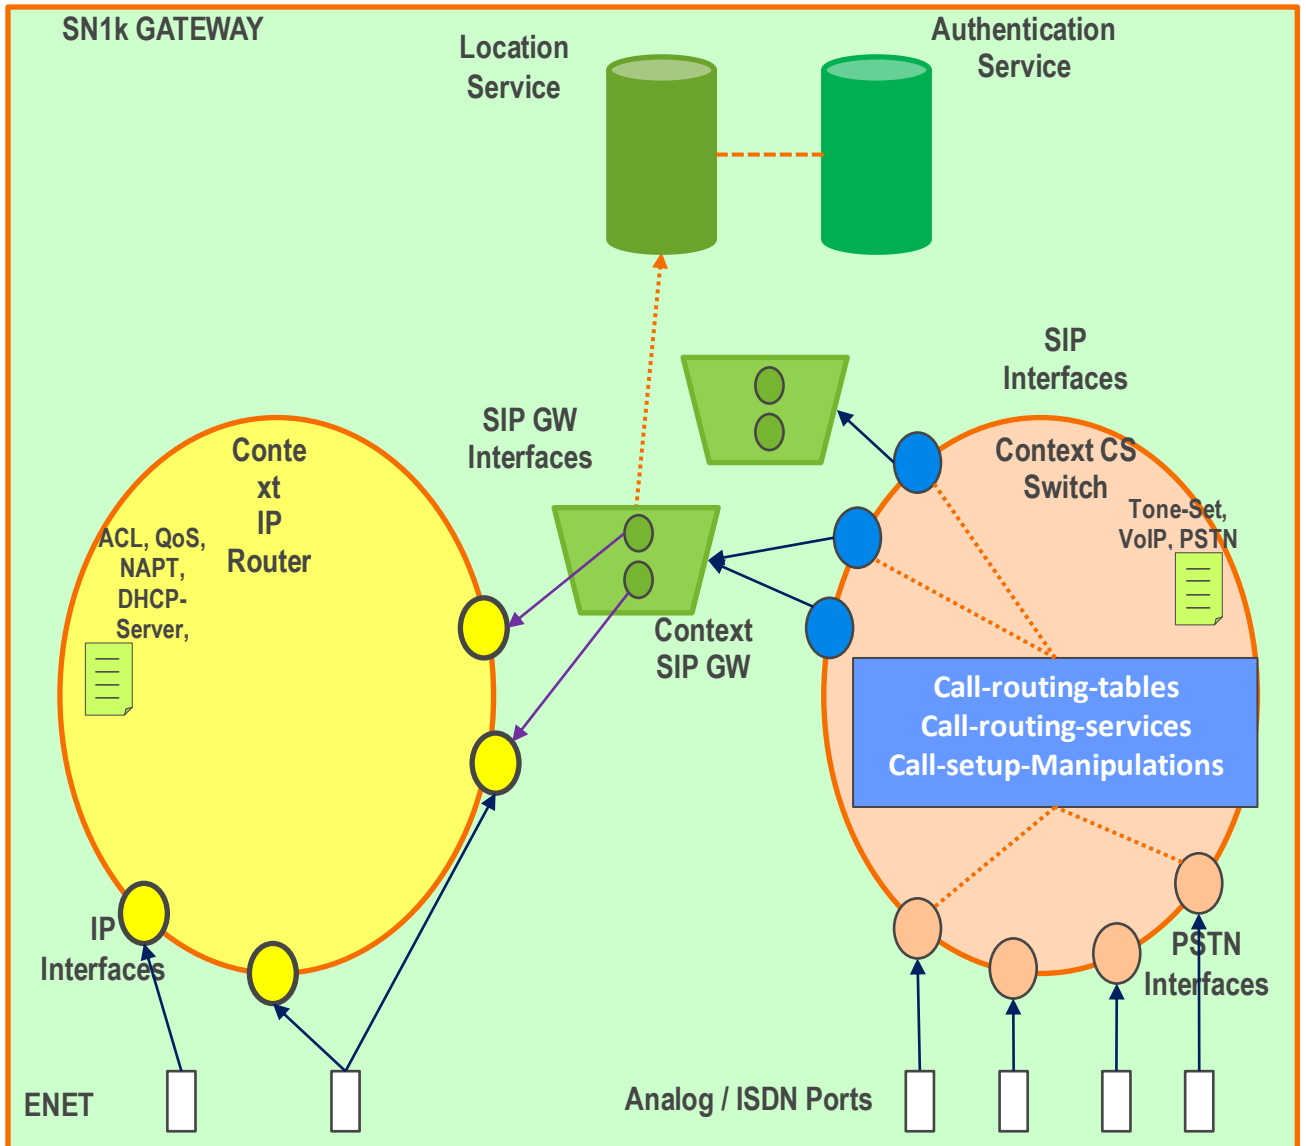 SN1k GATEWAY
Location
Service
Authentication
Service
SIP
Interfaces
SIP GW
Interfaces
Conte
xt
IP
Router
ACL, QoS,
NAPT,
DHCP-
Server,
Context CS
Switch
Tone-Set,
VoIP, PSTN
Context
SIP GW
Call-routing-tables
Call-routing-services
Call-setup-Manipulations
IP
Interfaces
PSTN
Interfaces
ENET
Analog / ISDN Ports